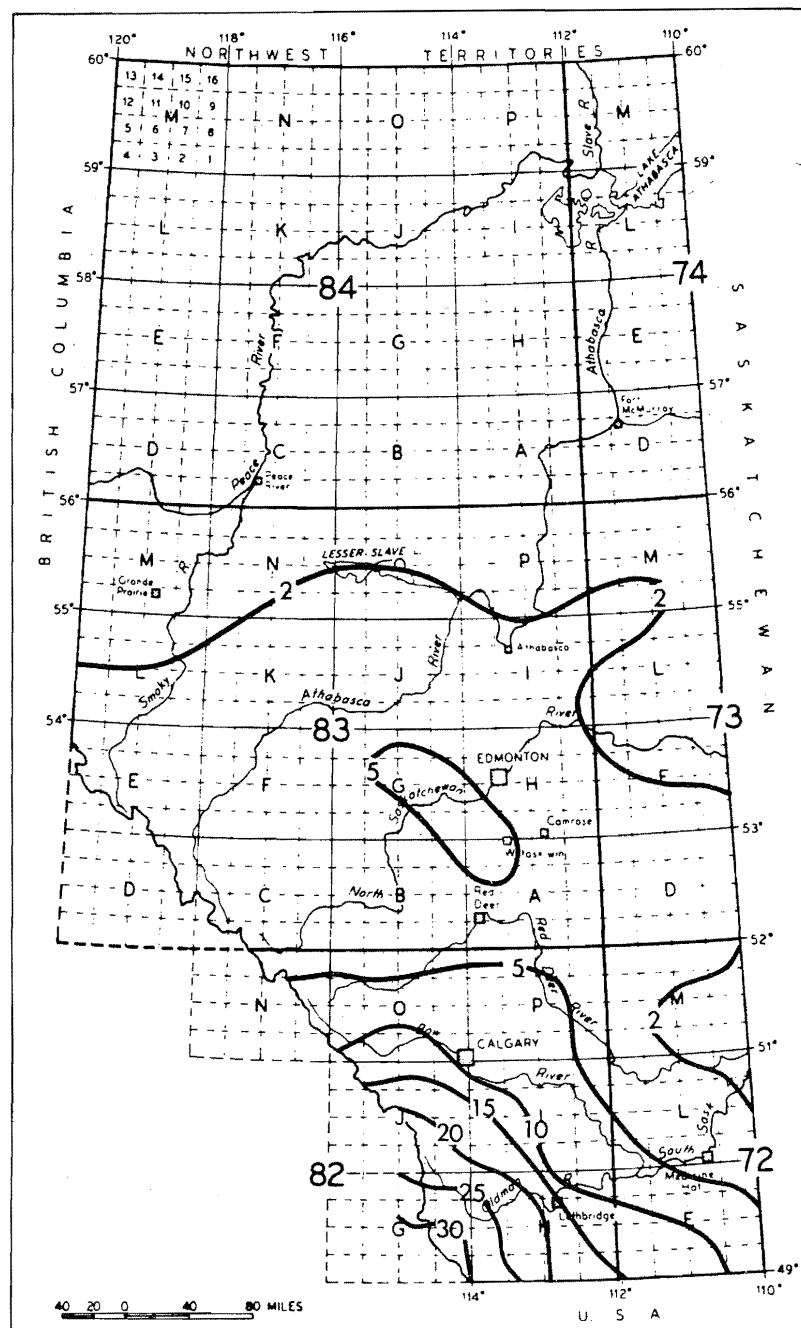 120° 118° 116° 114° 112° 110°
NORTHWEST TERRITORIES
60° 60°
13 14 15 16
12 11 10 9
5 6 7 8
4 3 2 1
M N O P M
Slave R
59° 59°
LAKE ATHABASCA
L K J I L
R
58° 84 74
BRITISH COLUMBIA
SASKATCHEWAN
E F G H E
River
Athabasca
57° 57°
Fort McMurray
D C B A D
Peace
Peace River
56° 56°
M N P M
LESSER SLAVE L
R
Grande Prairie
2 2
55° 55°
Athabasca
L K J I L
Smoky
Athabasca River
54° 83 River 73 54°
5
EDMONTON
E F G H E
Saskatchewan
Camrose
53°
D C B A D
North
Red Deer
Red Deer River
52° 52°
5
N O P M
2
Bow River
CALGARY
51° 51°
15 10
J L
20
South Sask
82 72
Medicine Hat
25
Oldman R
Lethbridge
E
G 30 H
49°
40 20 0 40 80 MILES
114° 112° 110°
U. S A